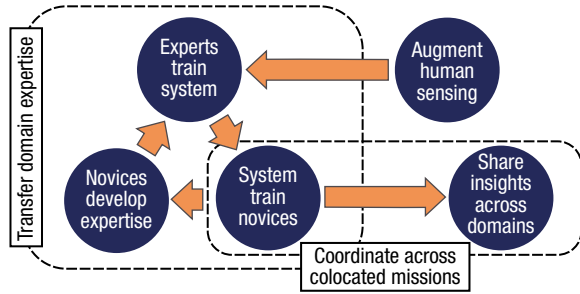 Transfer domain expertise
Experts
train
system
Augment
human
sensing
Novices
develop
expertise
System
train
novices
Share
insights
across
domains
Coordinate across
colocated missions